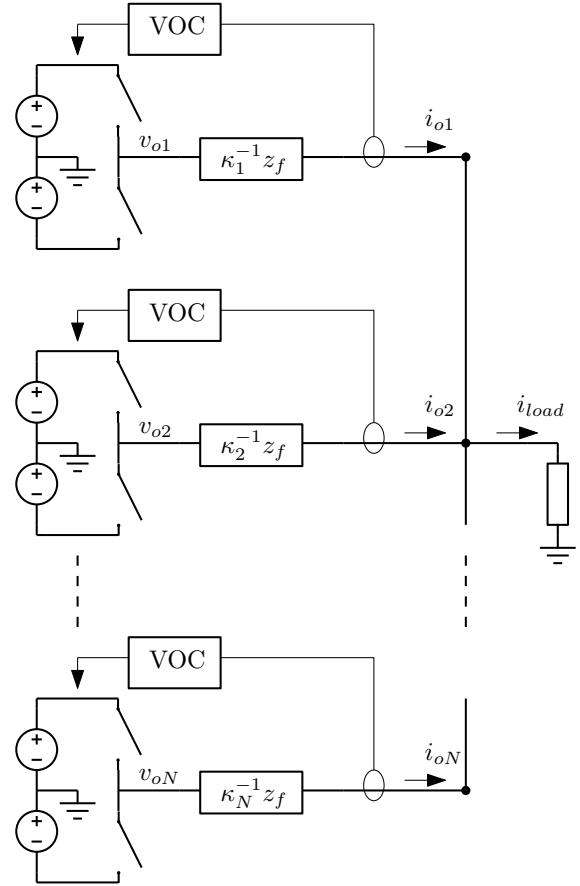 VOC
i_{o1}
+
−
v_{o1}
κ_1^{-1} z_f
+
−
VOC
i_{o2}
i_{load}
+
−
v_{o2}
κ_2^{-1} z_f
+
−
VOC
i_{oN}
+
−
v_{oN}
κ_N^{-1} z_f
+
−